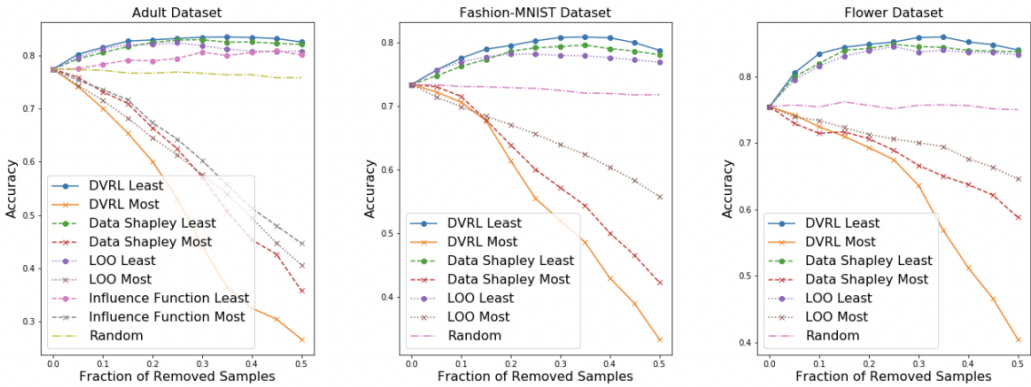 Adult Dataset
Accuracy
0.8
0.7
0.6
0.5
0.4
0.3
DVRL Least
DVRL Most
Data Shapley Least
Data Shapley Most
LOO Least
LOO Most
Influence Function Least
Influence Function Most
Random
0.0 0.1 0.2 0.3 0.4 0.5
Fraction of Removed Samples
Fashion-MNIST Dataset
Accuracy
0.8
0.7
0.6
0.5
0.4
DVRL Least
DVRL Most
Data Shapley Least
Data Shapley Most
LOO Least
LOO Most
Random
0.0 0.1 0.2 0.3 0.4 0.5
Fraction of Removed Samples
Flower Dataset
Accuracy
0.8
0.7
0.6
0.5
0.4
DVRL Least
DVRL Most
Data Shapley Least
Data Shapley Most
LOO Least
LOO Most
Random
0.0 0.1 0.2 0.3 0.4 0.5
Fraction of Removed Samples